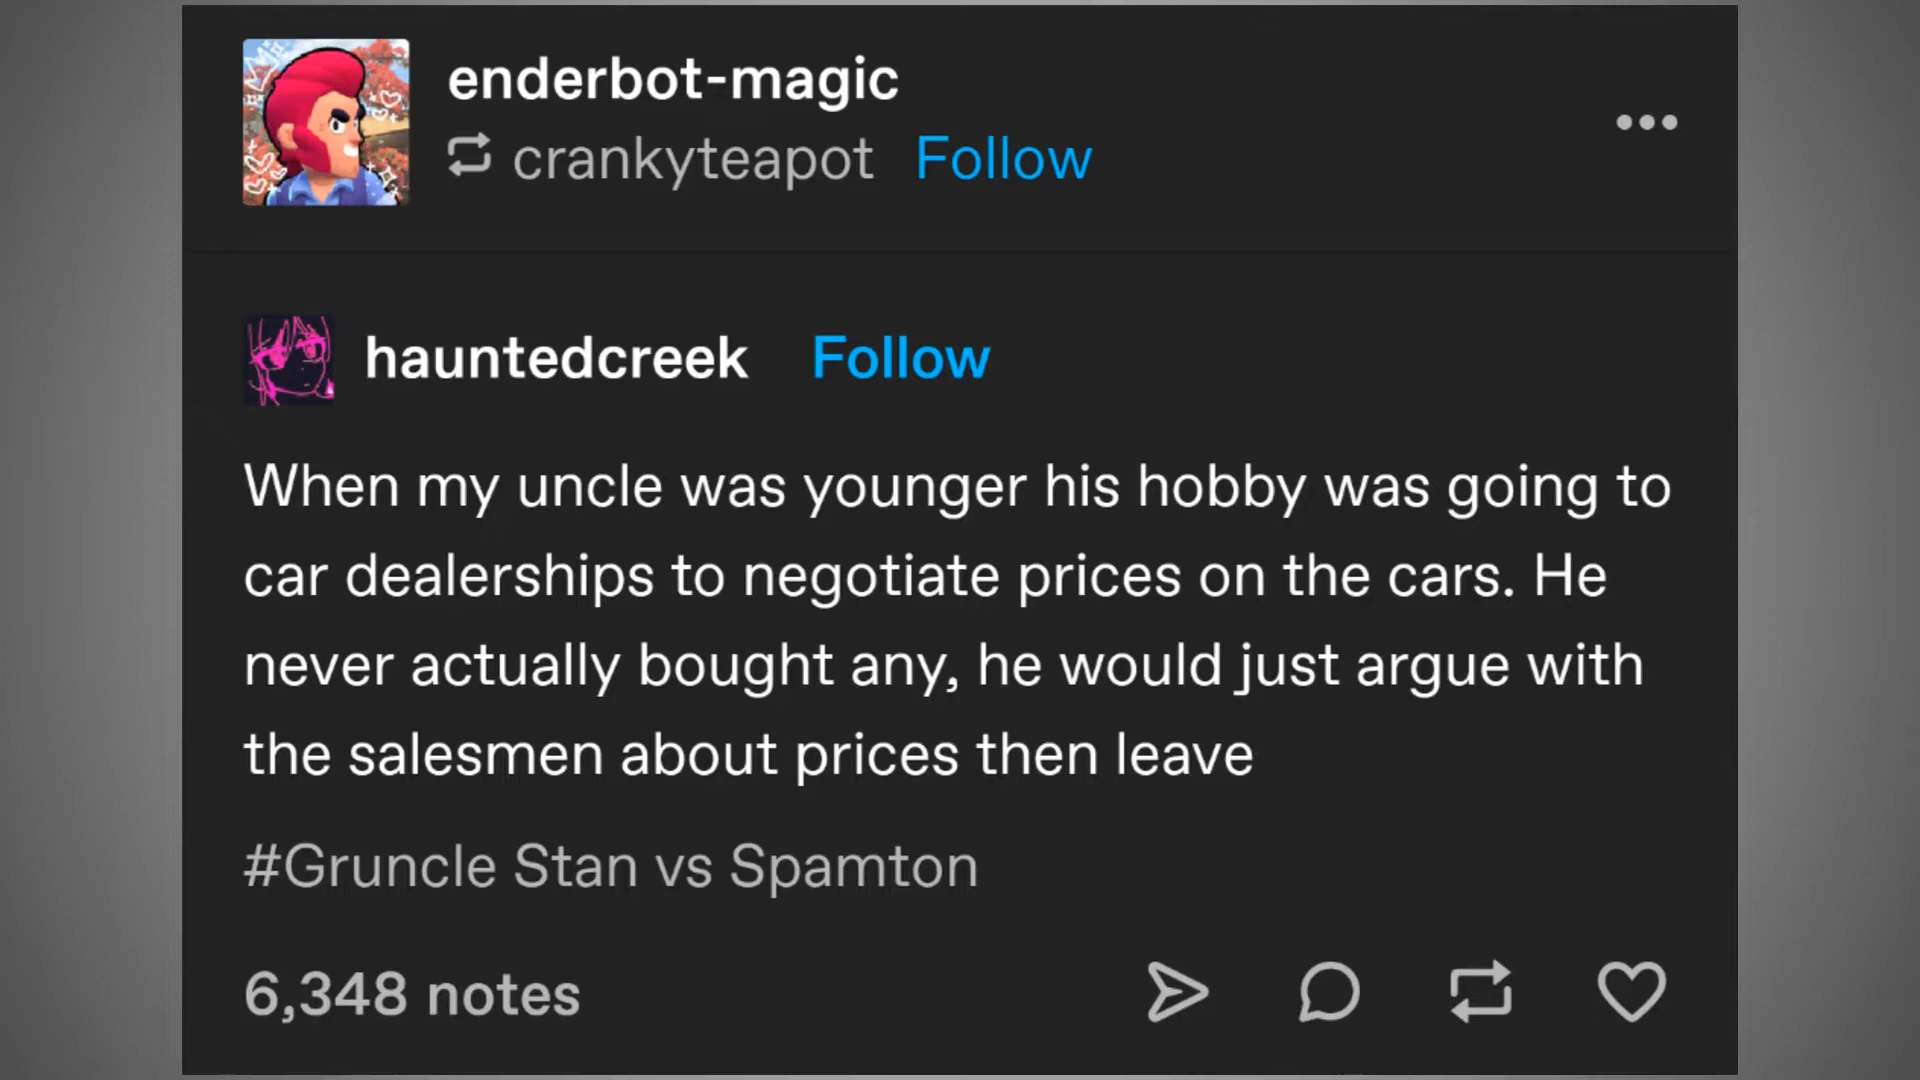 enderbot-magic
crankyteapot Follow
hauntedcreek Follow
When my uncle was younger his hobby was going to
car dealerships to negotiate prices on the cars. He
never actually bought any, he would just argue with
the salesmen about prices then leave
#Gruncle Stan vs Spamton
6,348 notes